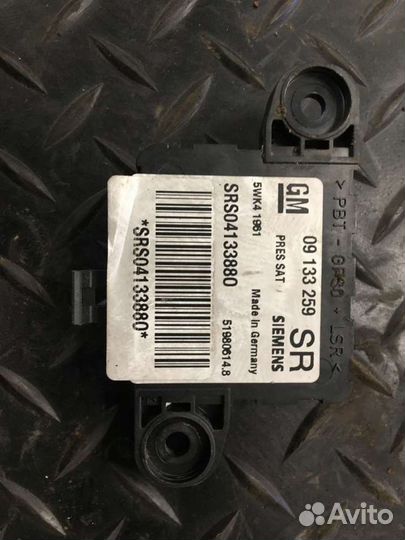 GM
09 133 259
SR
PRES SAT
SIEMENS
5WK4 1961
Made in Germany
SRS04133880
51980614.8
*SRS04133880*
> PBT - GF30 + LSR <
Avito